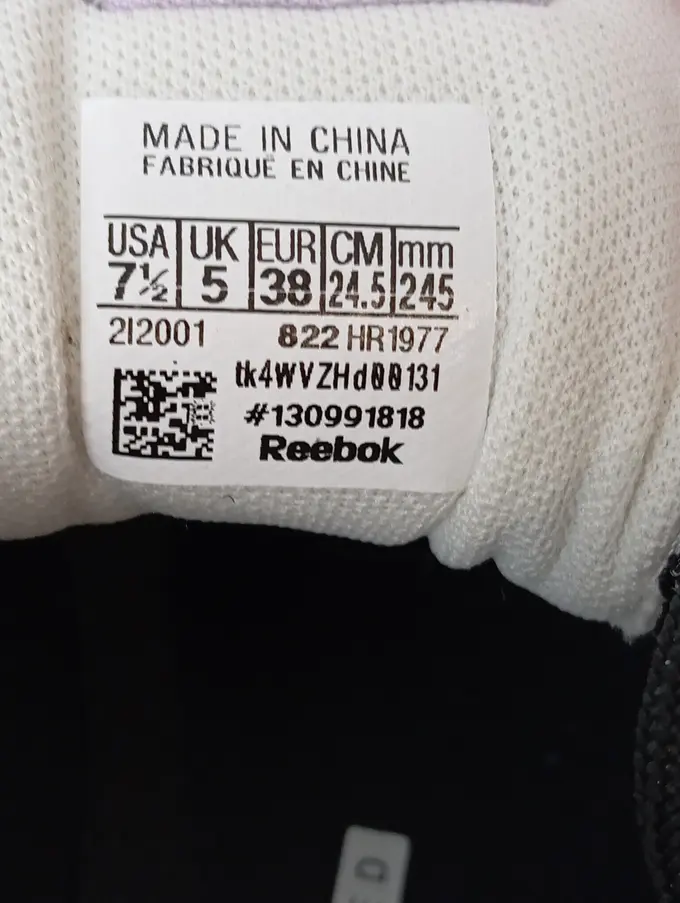 MADE IN CHINA
FABRIQUÉ EN CHINE
USA UK EUR CM mm
7½ 5 38 24.5 245
2I2001 822 HR1977
tk4WVZHd00131
#130991818
Reebok
D